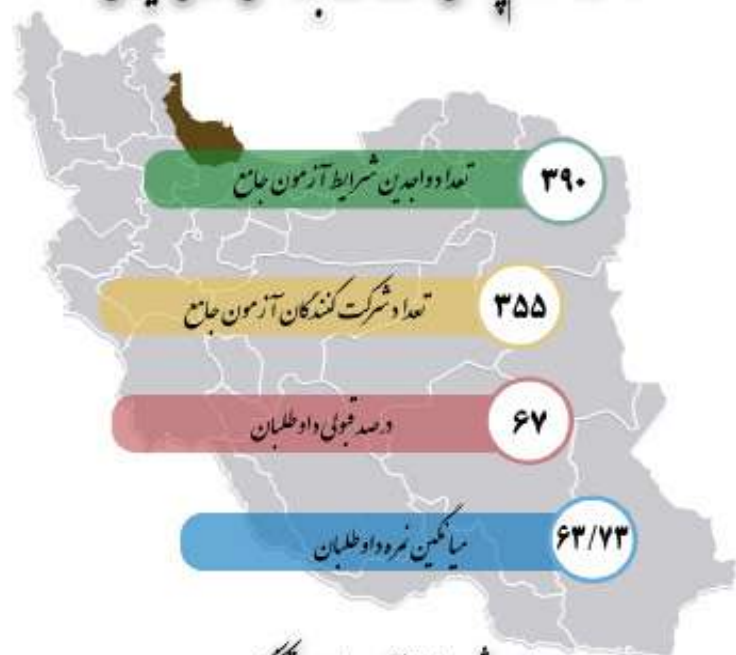 تعداد واجدین شرایط آزمون جامع
۳۹۰
تعداد شرکت کنندگان آزمون جامع
۳۵۵
درصد قبولی داوطلبان
۶۷
میانگین نمره داوطلبان
۶۳/۷۳